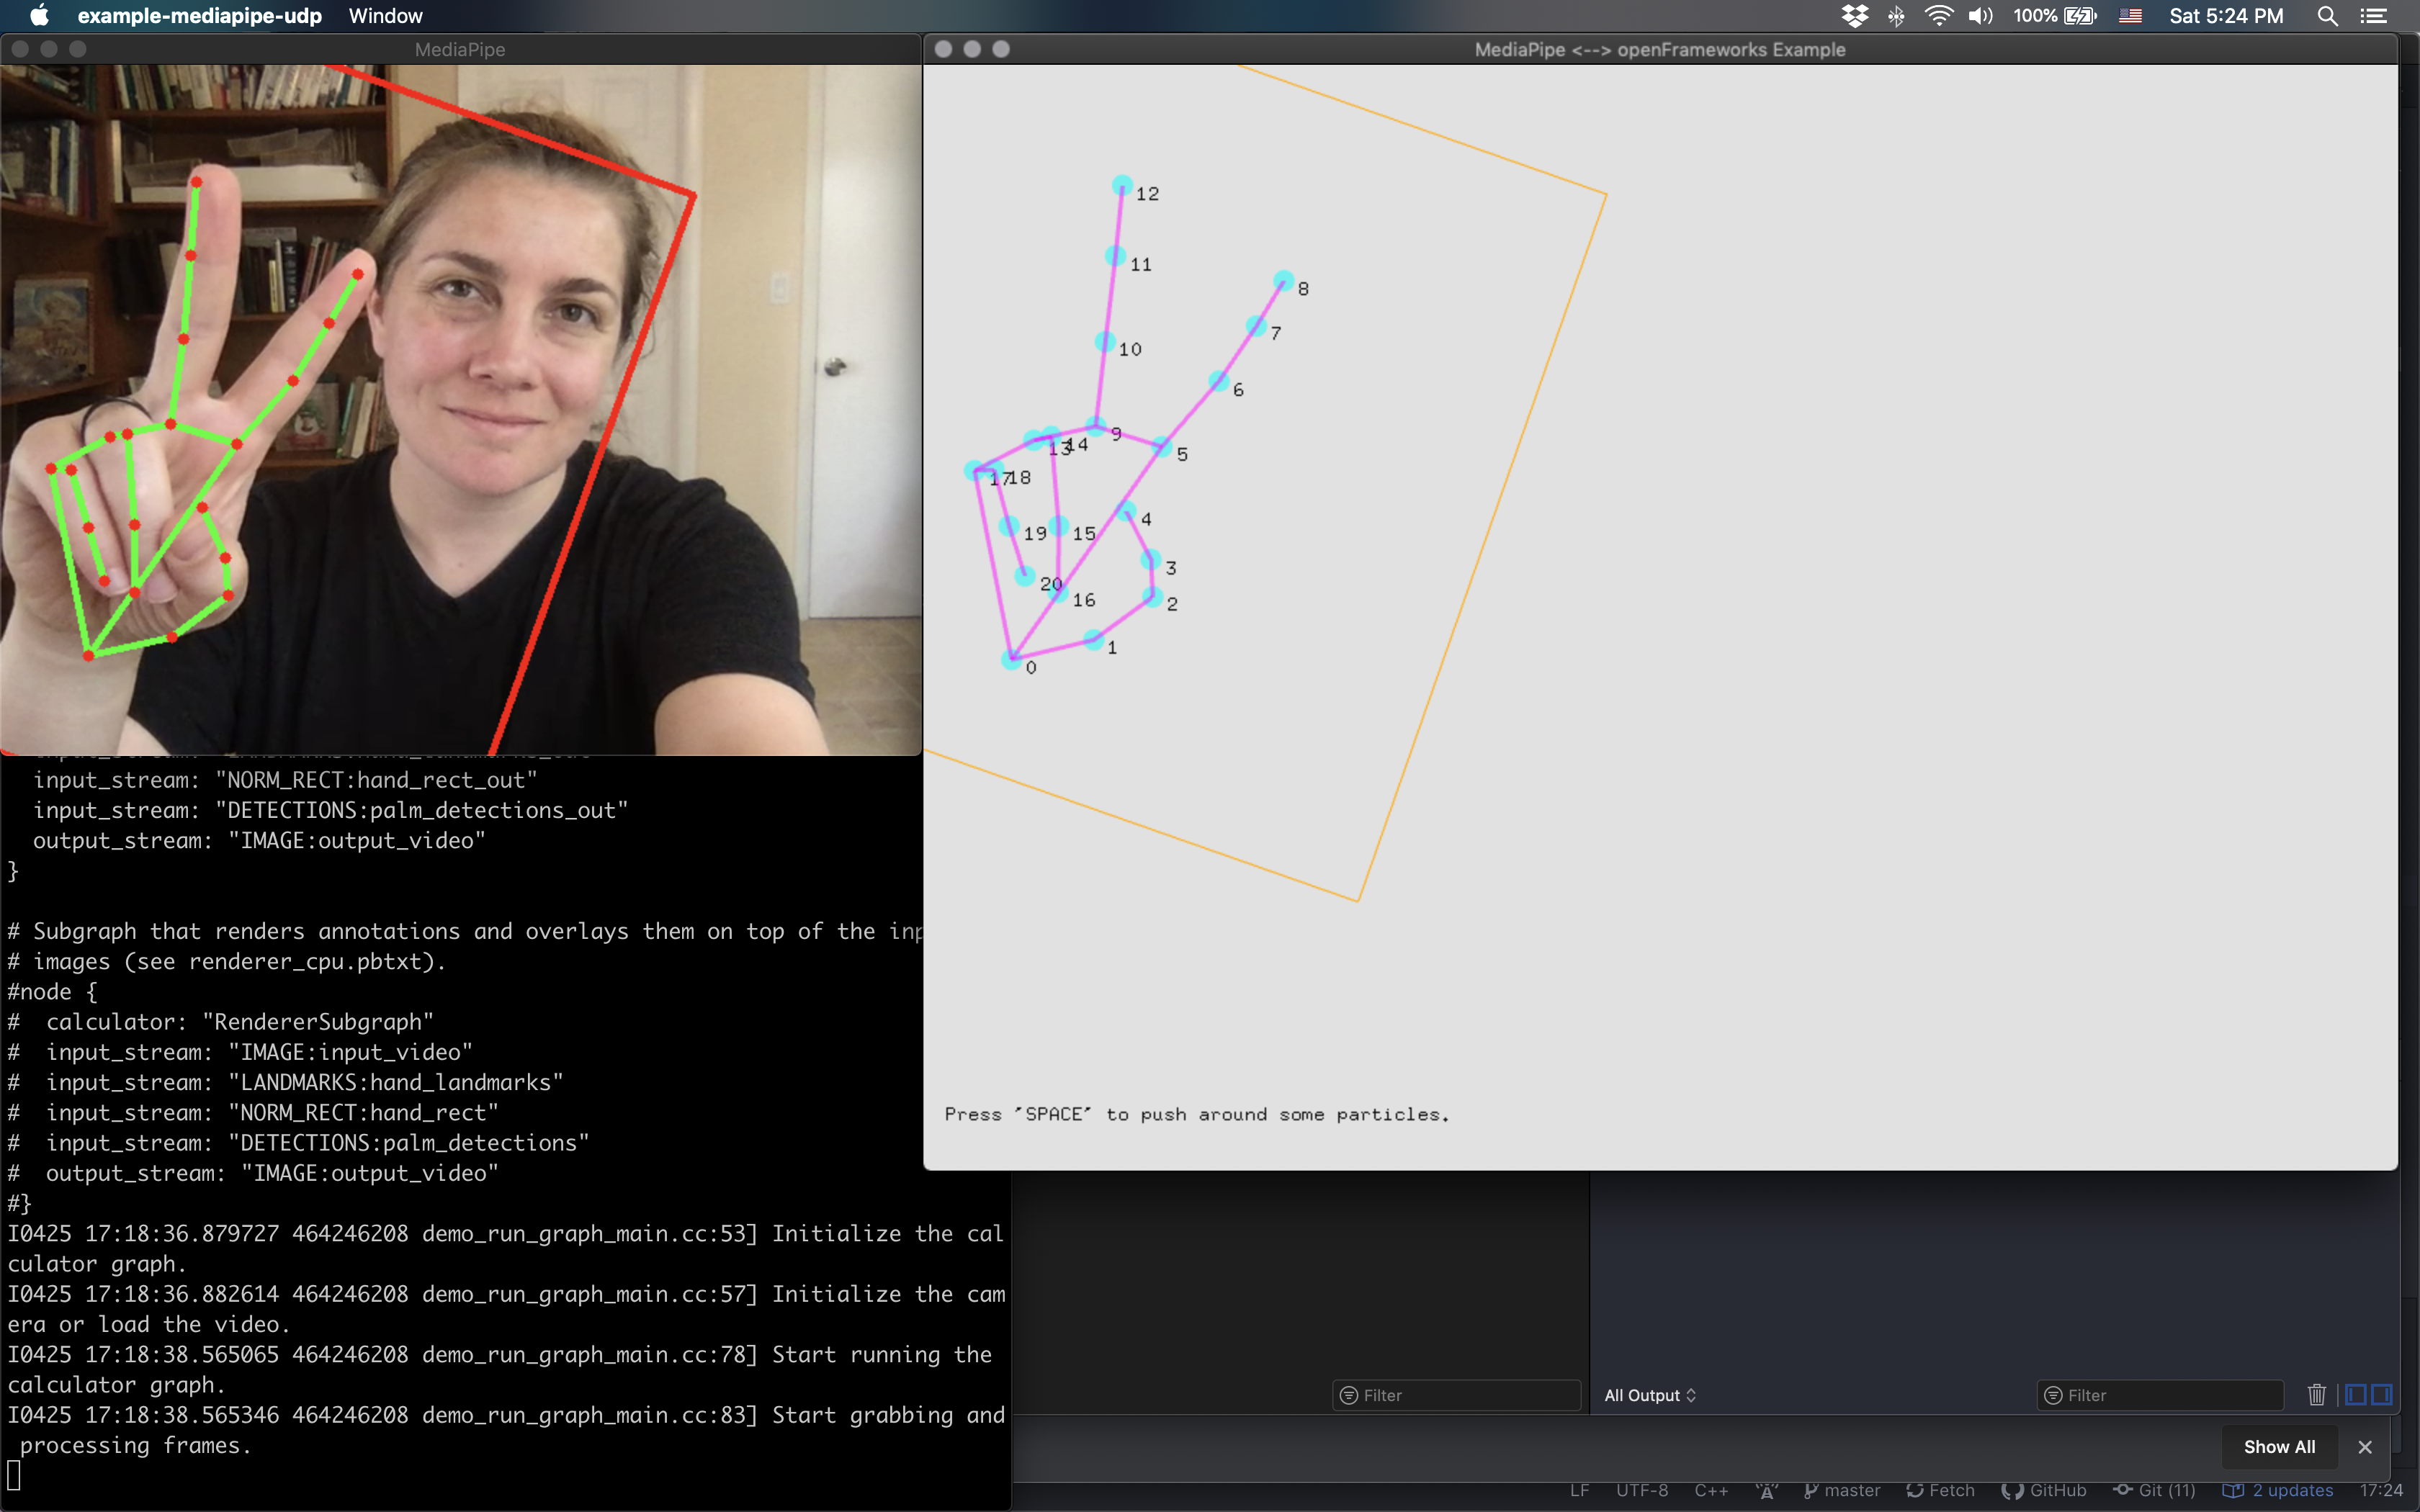 example-mediapipe-udp Window 100% Sat 5:24 PM
MediaPipe
input_stream: "NORM_RECT:hand_rect_out"
input_stream: "DETECTIONS:palm_detections_out"
output_stream: "IMAGE:output_video"
}
# Subgraph that renders annotations and overlays them on top of the
# images (see renderer_cpu.pbtxt).
#node {
#  calculator: "RendererSubgraph"
#  input_stream: "IMAGE:input_video"
#  input_stream: "LANDMARKS:hand_landmarks"
#  input_stream: "NORM_RECT:hand_rect"
#  input_stream: "DETECTIONS:palm_detections"
#  output_stream: "IMAGE:output_video"
#}
I0425 17:18:36.879727 464246208 demo_run_graph_main.cc:53] Initialize the cal
culator graph.
I0425 17:18:36.882614 464246208 demo_run_graph_main.cc:57] Initialize the cam
era or load the video.
I0425 17:18:38.565065 464246208 demo_run_graph_main.cc:78] Start running the
calculator graph.
I0425 17:18:38.565346 464246208 demo_run_graph_main.cc:83] Start grabbing and
processing frames.
MediaPipe <--> openFrameworks Example
12
11
8
7
10
6
9
13
14
5
17
18
4
19
15
3
20
16
2
1
0
Press 'SPACE' to push around some particles.
Filter
All Output
Filter
Show All
LF UTF-8 C++ master Fetch GitHub Git (11) 2 updates 17:24